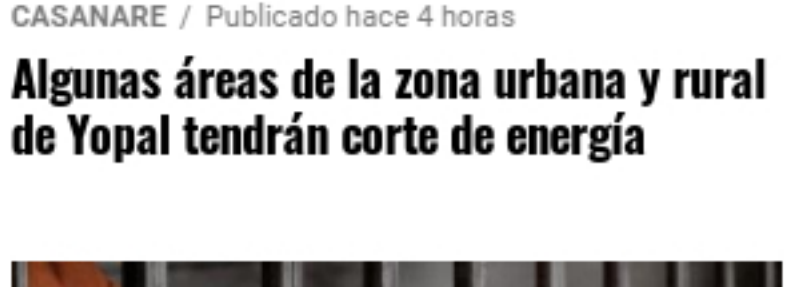 CASANARE / Publicado hace 4 horas
Algunas áreas de la zona urbana y rural
de Yopal tendrán corte de energía